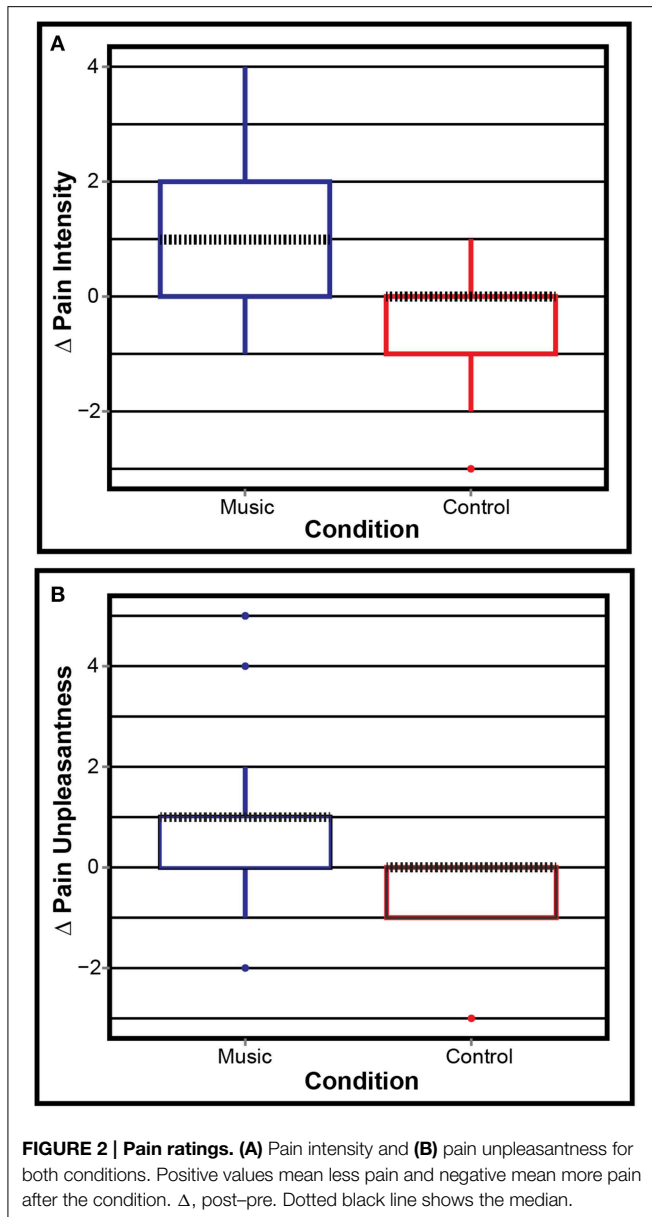 A
4
2
0
−2
Δ Pain Intensity
Music Control
Condition
B
4
2
0
−2
Δ Pain Unpleasantness
Music Control
Condition
FIGURE 2 | Pain ratings. (A) Pain intensity and (B) pain unpleasantness for
both conditions. Positive values mean less pain and negative mean more pain
after the condition. Δ, post–pre. Dotted black line shows the median.